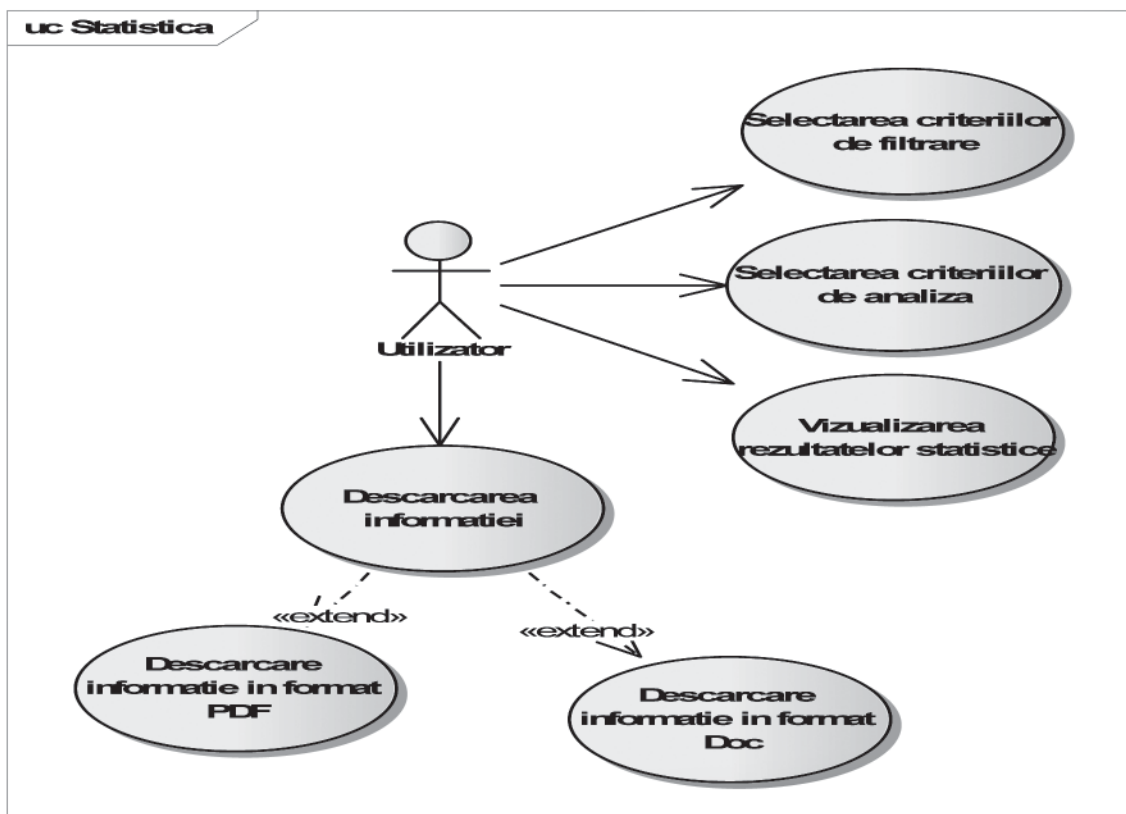 uc Statistica
Selectarea criteriilor
de filtrare
Selectarea criteriilor
de analiza
Utilizator
Vizualizarea
rezultatelor statistice
Descarcarea
informatiei
«extend»
«extend»
Descarcare
informatie in format
PDF
Descarcare
informatie in format
Doc